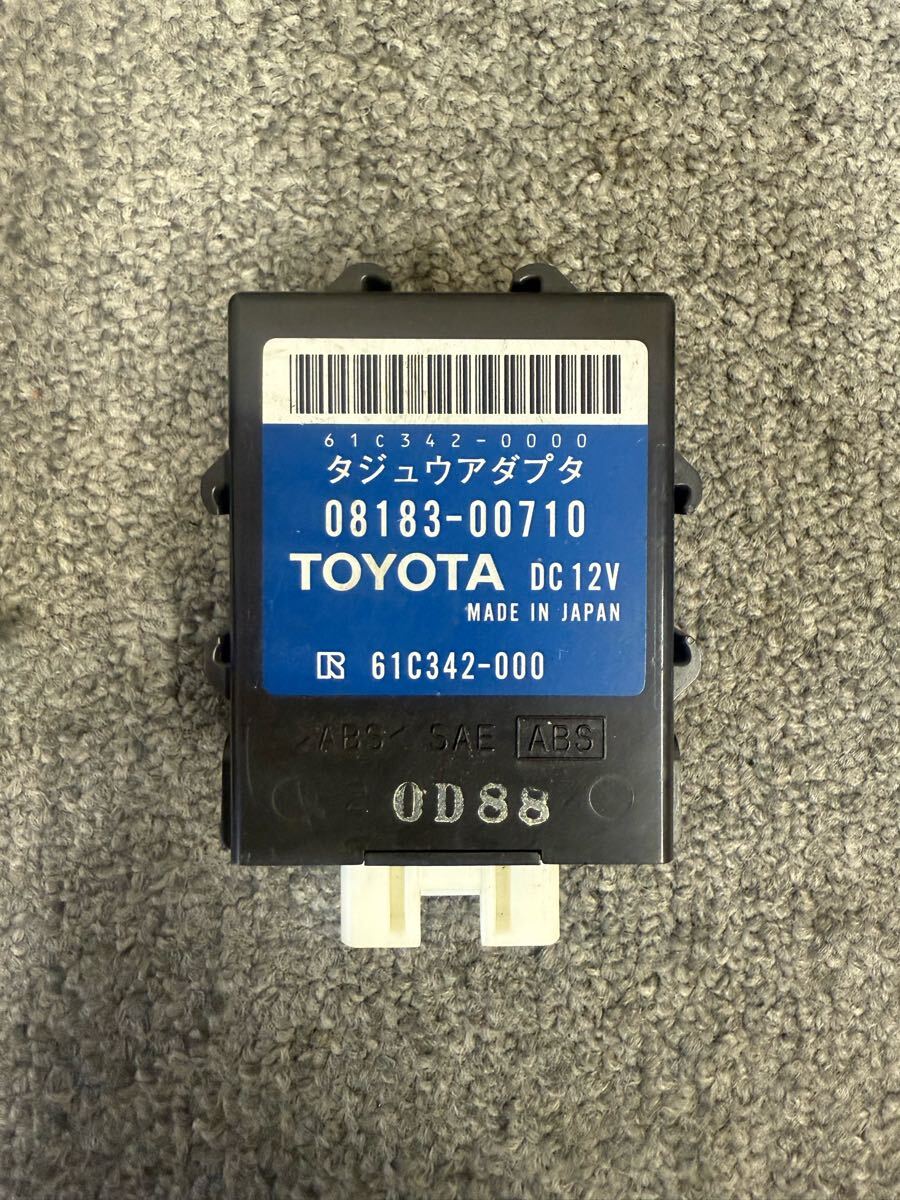 61C342-0000
タジュウアダプタ
08183-00710
TOYOTA DC12V
MADE IN JAPAN
61C342-000
>ABS< SAE ABS
0D88